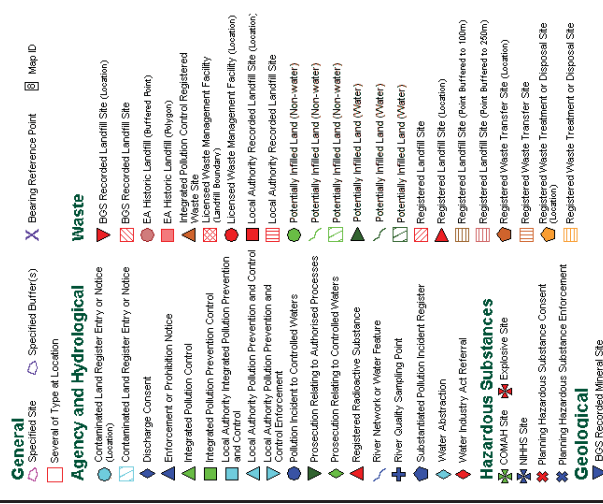 General
Specified Site
Specified Buffer(s)
Bearing Reference Point
8
Map ID
Several of Type at Location
Agency and Hydrological
Contaminated Land Register Entry or Notice
(Location)
Contaminated Land Register Entry or Notice
Discharge Consent
Enforcement or Prohibition Notice
Integrated Pollution Control
Integrated Pollution Prevention Control
Local Authority Integrated Pollution Prevention
and Control
Local Authority Pollution Prevention and Control
Local Authority Pollution Prevention and
Control Enforcement
Pollution Incident to Controlled Waters
Prosecution Relating to Authorised Processes
Prosecution Relating to Controlled Waters
Registered Radioactive Substance
River Network or Water Feature
River Quality Sampling Point
Substantiated Pollution Incident Register
Water Abstraction
Water Industry Act Referral
Hazardous Substances
COMAH Site
Explosive Site
NIHHS Site
Planning Hazardous Substance Consent
Planning Hazardous Substance Enforcement
Geological
BGS Recorded Mineral Site
Waste
BGS Recorded Landfill Site (Location)
BGS Recorded Landfill Site
EA Historic Landfill (Buffered Point)
EA Historic Landfill (Polygon)
Integrated Pollution Control Registered
Waste Site
Licensed Waste Management Facility
(Landfill Boundary)
Licensed Waste Management Facility (Location)
Local Authority Recorded Landfill Site (Location)
Local Authority Recorded Landfill Site
Potentially Infilled Land (Non-water)
Potentially Infilled Land (Non-water)
Potentially Infilled Land (Non-water)
Potentially Infilled Land (Water)
Potentially Infilled Land (Water)
Potentially Infilled Land (Water)
Registered Landfill Site
Registered Landfill Site (Location)
Registered Landfill Site (Point Buffered to 100m)
Registered Landfill Site (Point Buffered to 250m)
Registered Waste Transfer Site (Location)
Registered Waste Transfer Site
Registered Waste Treatment or Disposal Site
(Location)
Registered Waste Treatment or Disposal Site